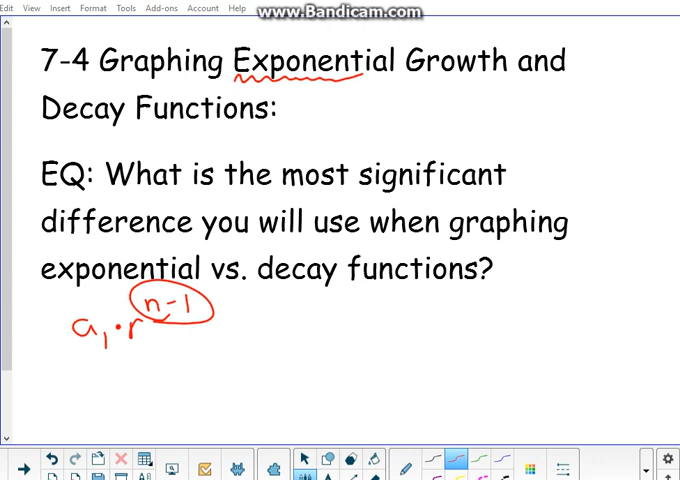 Edit View Insert Format Tools Add-ons Account Help
www.Bandicam.com
7-4 Graphing Exponential Growth and
Decay Functions:
EQ: What is the most significant
difference you will use when graphing
exponential vs. decay functions?
a₁·r^(n-1)